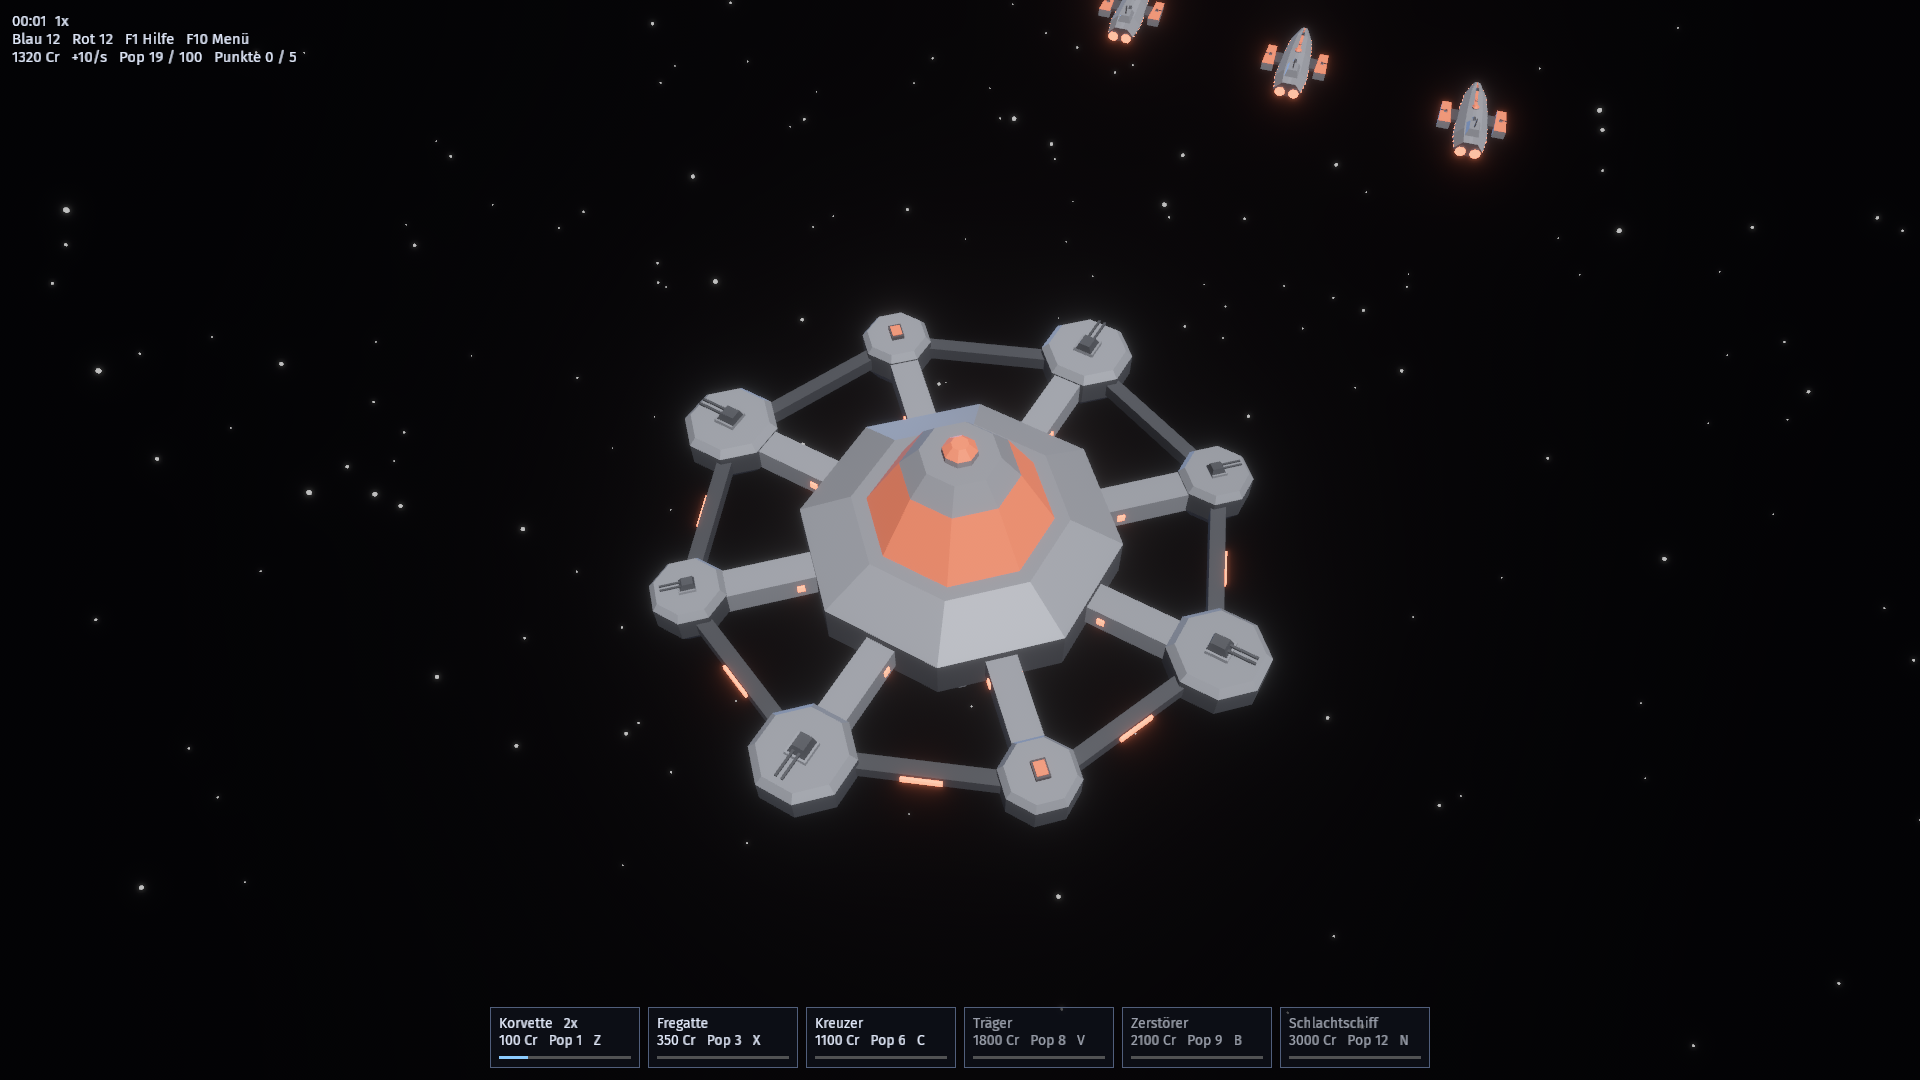 00:01 1x
Blau 12 Rot 12 F1 Hilfe F10 Menü
1320 Cr +10/s Pop 19 / 100 Punkte 0 / 5
Korvette 2x
100 Cr Pop 1 Z
Fregatte
350 Cr Pop 3 X
Kreuzer
1100 Cr Pop 6 C
Träger
1800 Cr Pop 8 V
Zerstörer
2100 Cr Pop 9 B
Schlachtschiff
3000 Cr Pop 12 N